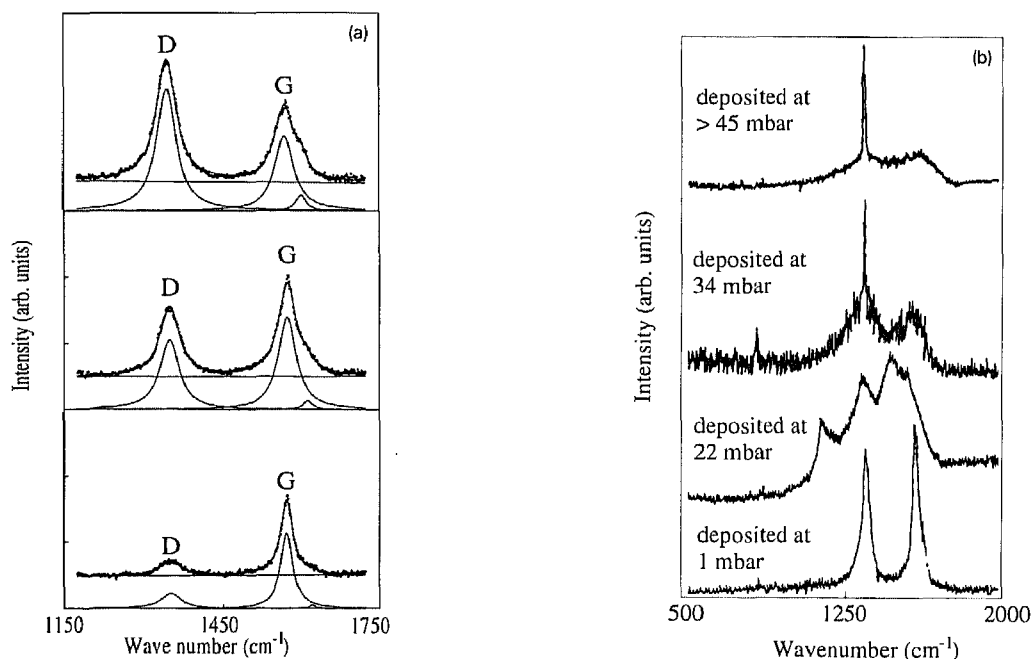 (a)
D
G
D
G
D
G
Intensity (arb. units)
1150
1450
1750
Wave number (cm⁻¹)
(b)
deposited at
> 45 mbar
deposited at
34 mbar
deposited at
22 mbar
deposited at
1 mbar
Intensity (arb. units)
500
1250
2000
Wavenumber (cm⁻¹)